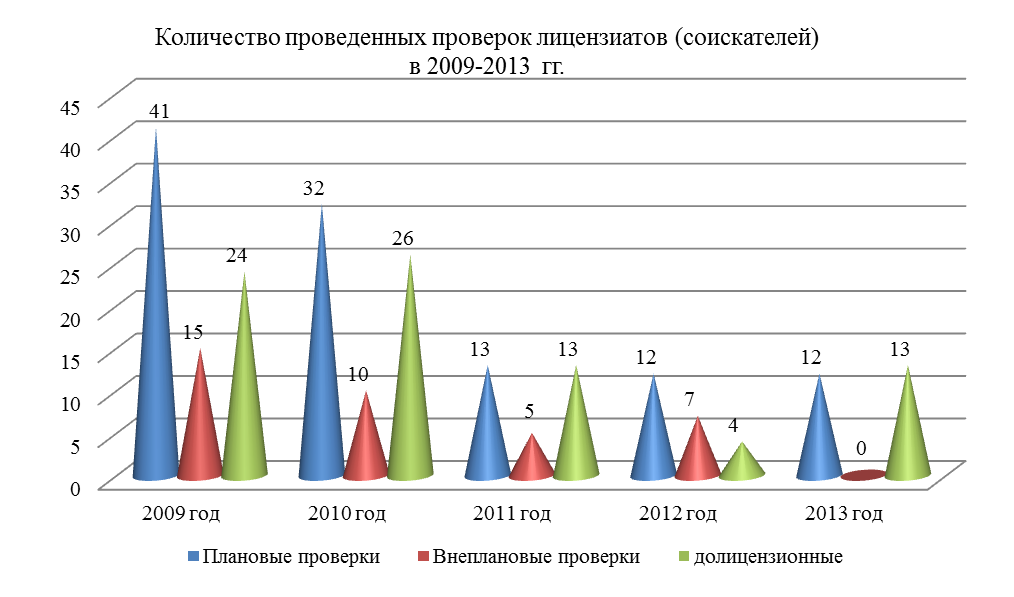 Количество проведенных проверок лицензиатов (соискателей)
в 2009-2013 гг.
45
40
35
30
25
20
15
10
5
0
41
15
24
32
10
26
13
5
13
12
7
4
12
0
13
2009 год
2010 год
2011 год
2012 год
2013 год
Плановые проверки
Внеплановые проверки
долицензионные